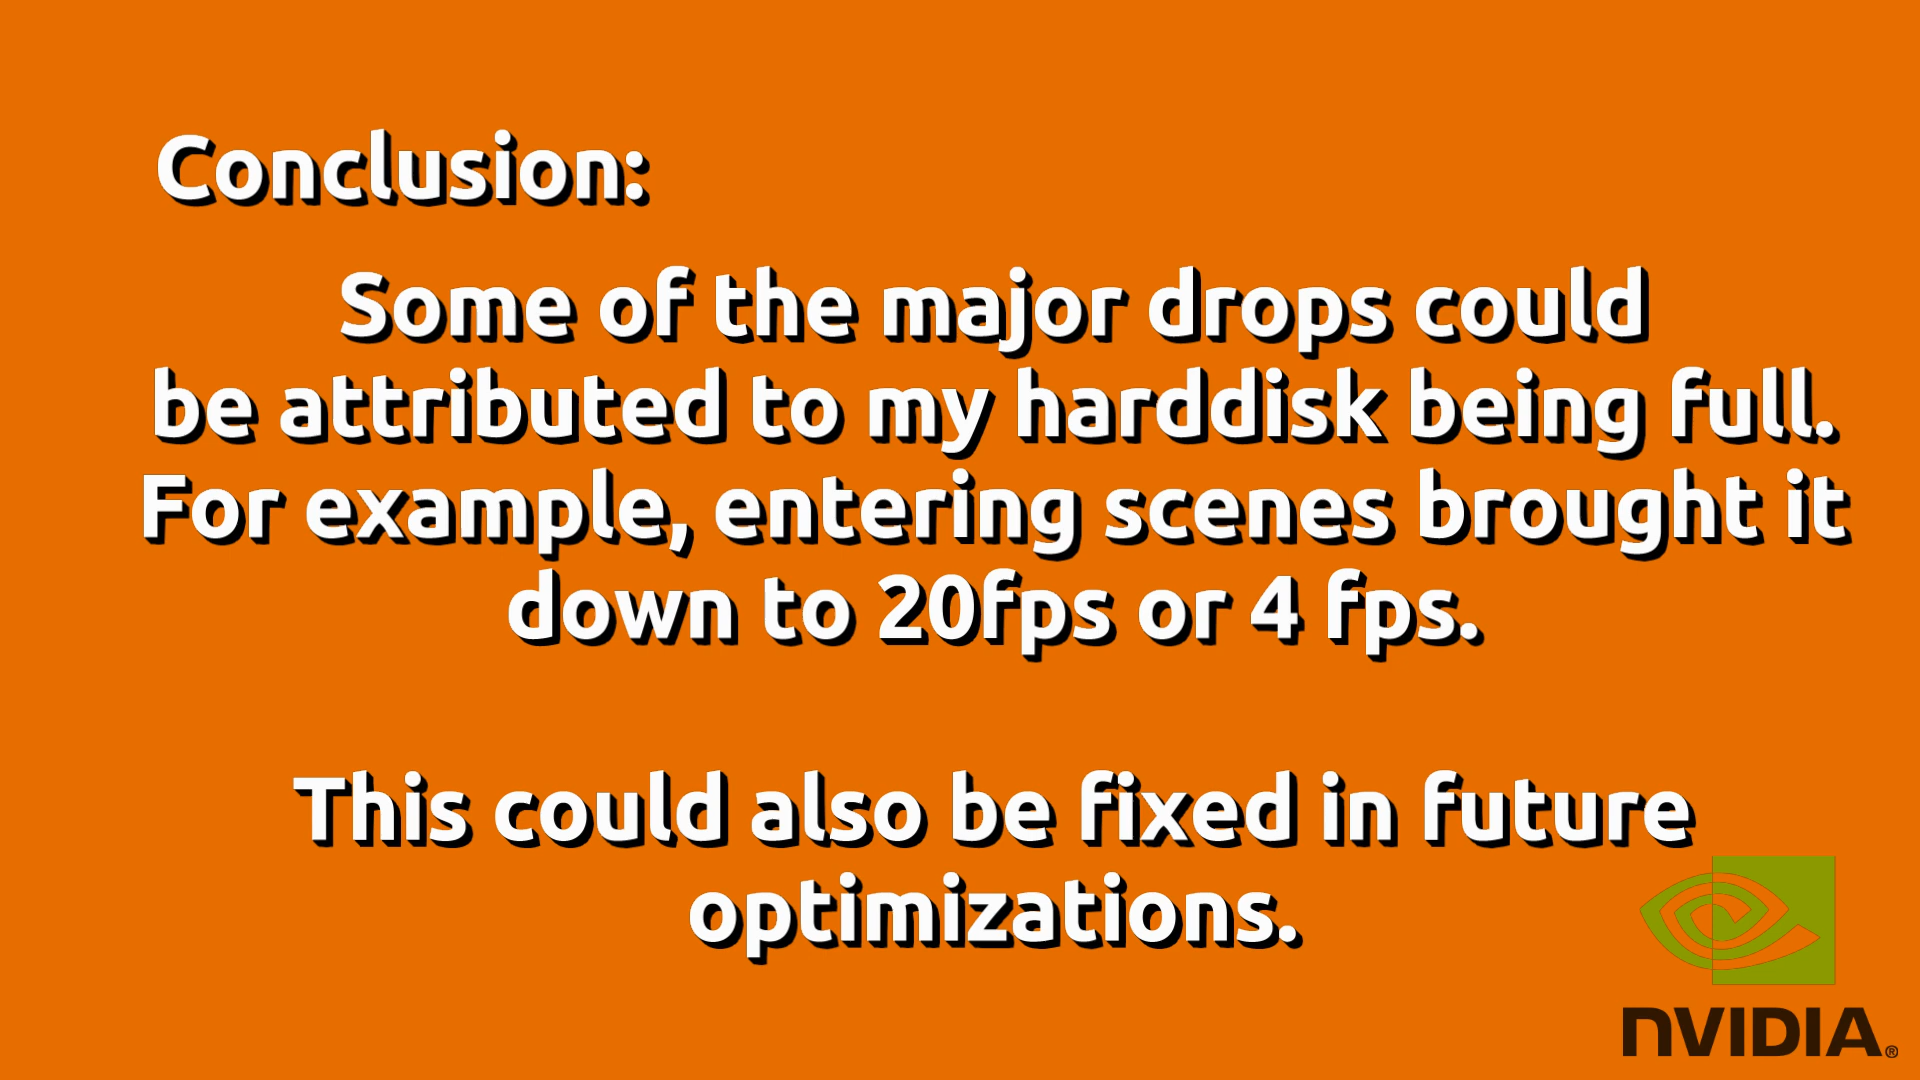 Conclusion:
Some of the major drops could
be attributed to my harddisk being full.
For example, entering scenes brought it
down to 20fps or 4 fps.
This could also be fixed in future
optimizations.
nVIDIA®